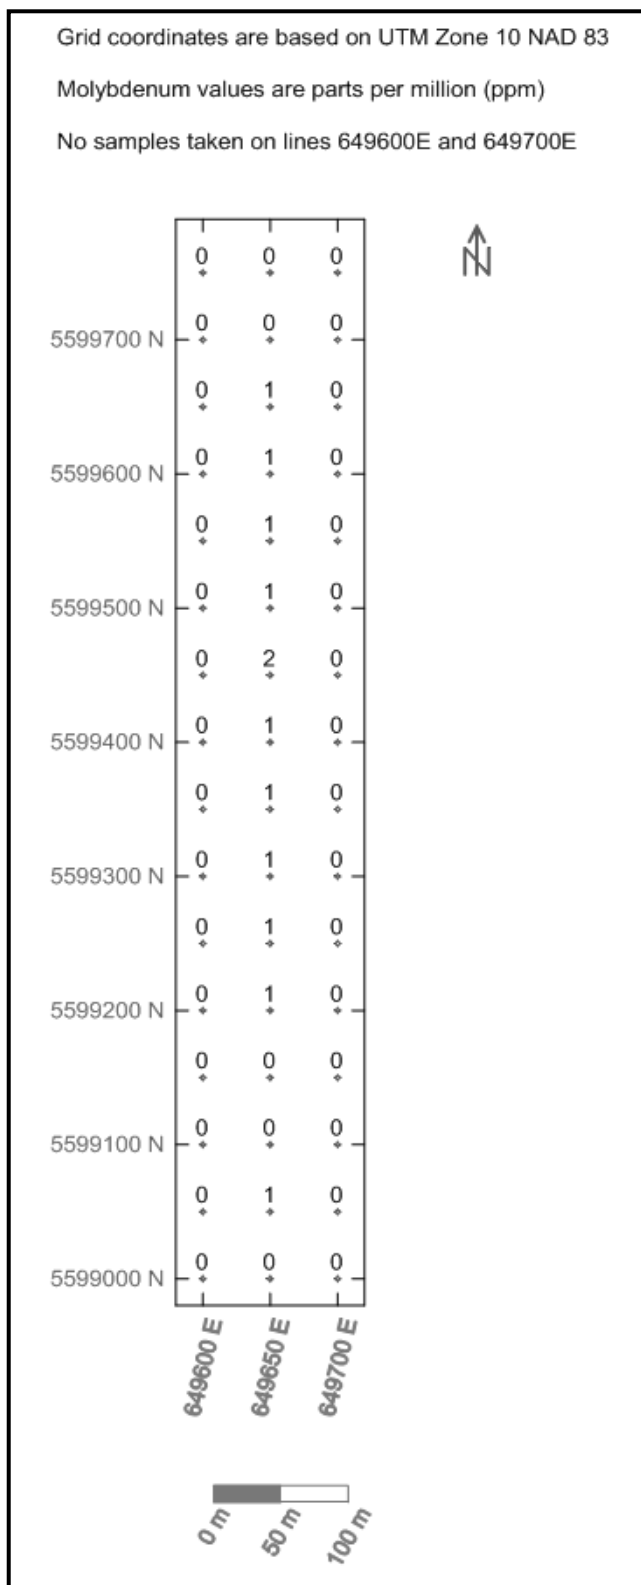 Grid coordinates are based on UTM Zone 10 NAD 83
Molybdenum values are parts per million (ppm)
No samples taken on lines 649600E and 649700E
N
0 0 0
0 0 0
5599700 N
0 1 0
0 1 0
5599600 N
0 1 0
0 1 0
5599500 N
0 2 0
0 1 0
5599400 N
0 1 0
0 1 0
5599300 N
0 1 0
0 1 0
5599200 N
0 0 0
0 0 0
5599100 N
0 1 0
0 0 0
5599000 N
649600 E 649650 E 649700 E
0 m 50 m 100 m